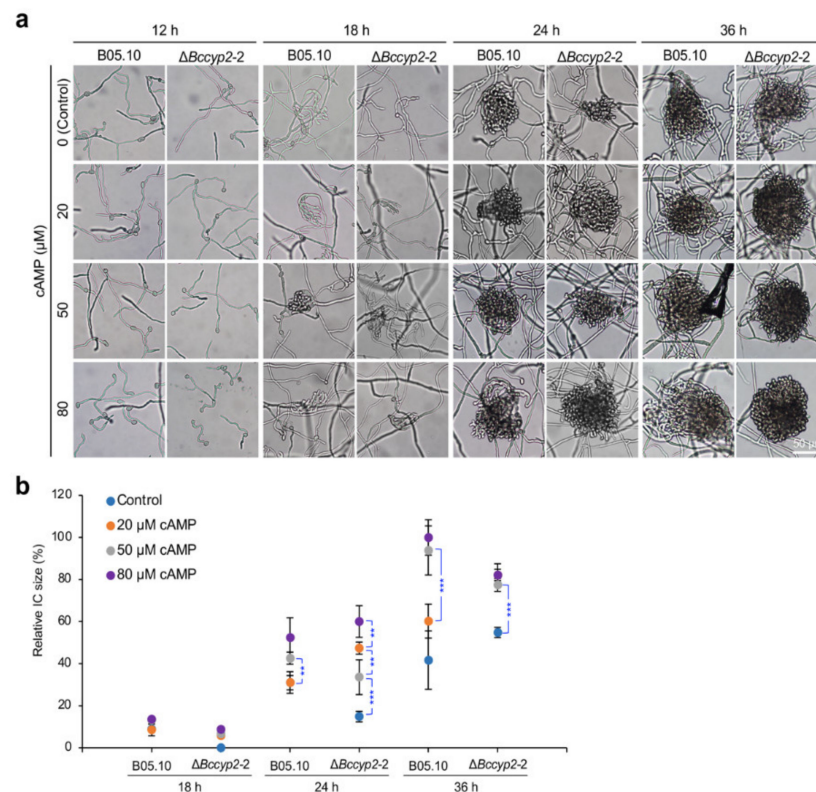 a
12 h 18 h 24 h 36 h
B05.10 ΔBccyp2-2 B05.10 ΔBccyp2-2 B05.10 ΔBccyp2-2 B05.10 ΔBccyp2-2
cAMP (μM)
0 (Control)
20
50
80
b
Relative IC size (%)
120
100
80
60
40
20
0
Control
20 μM cAMP
50 μM cAMP
80 μM cAMP
***
***
**
***
***
***
B05.10 ΔBccyp2-2 B05.10 ΔBccyp2-2 B05.10 ΔBccyp2-2
18 h 24 h 36 h